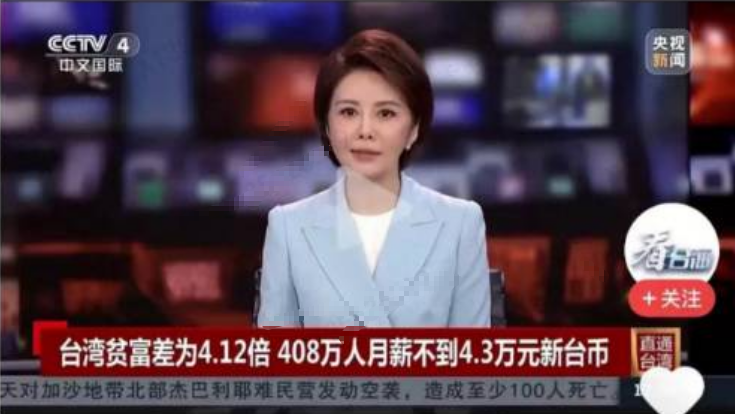 CCTV 4
中文国际
央视
新闻
看台海
+关注
台湾贫富差为4.12倍 408万人月薪不到4.3万元新台币
直通
台湾
天对加沙地带北部杰巴利耶难民营发动空袭，造成至少100人死亡。